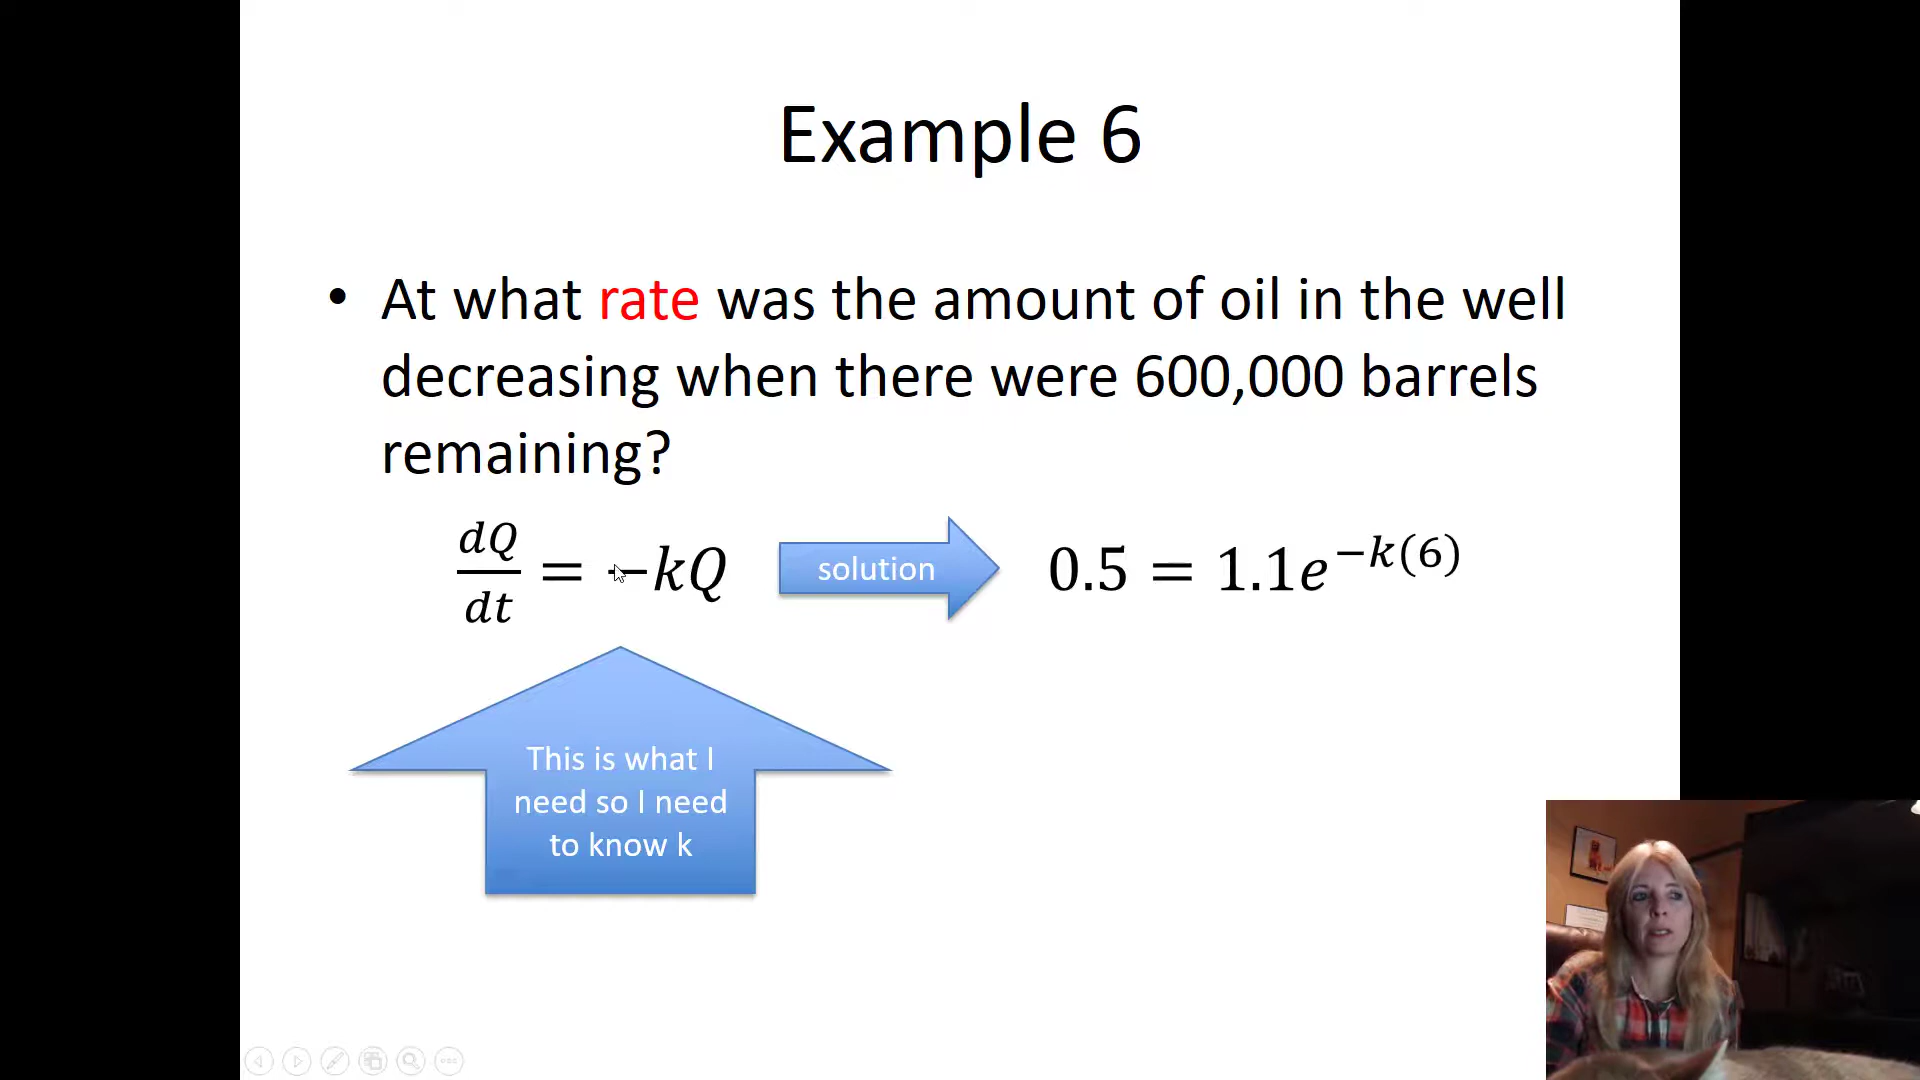 Example 6
• At what rate was the amount of oil in the well
decreasing when there were 600,000 barrels
remaining?
dQ/dt = −kQ
solution
0.5 = 1.1e^{−k(6)}
This is what I
need so I need
to know k